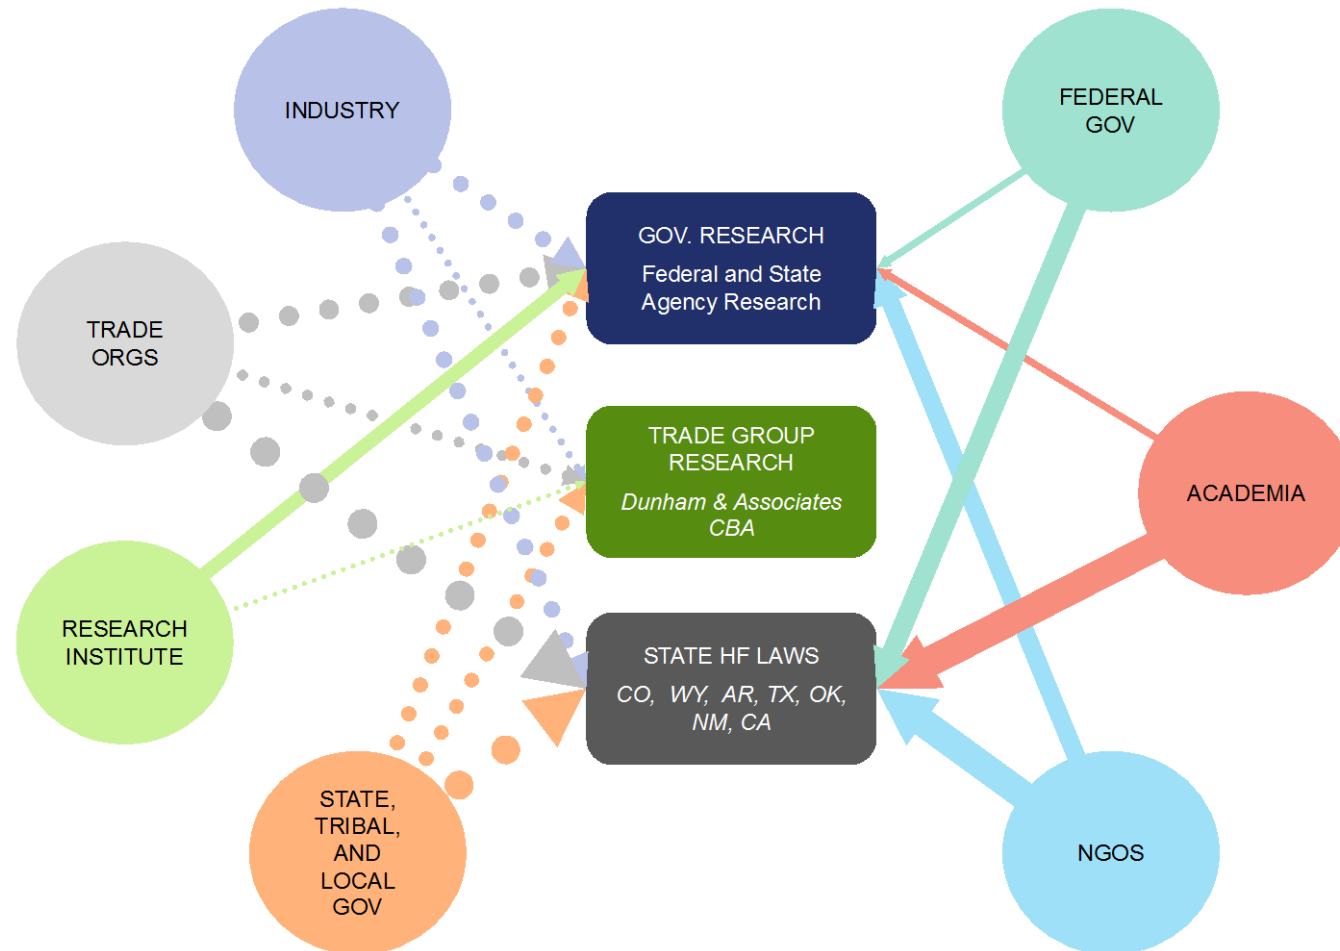 INDUSTRY
FEDERAL
GOV
GOV. RESEARCH
Federal and State
Agency Research
TRADE
ORGS
TRADE GROUP
RESEARCH
Dunham & Associates
CBA
ACADEMIA
RESEARCH
INSTITUTE
STATE HF LAWS
CO, WY, AR, TX, OK,
NM, CA
STATE,
TRIBAL,
AND
LOCAL
GOV
NGOS